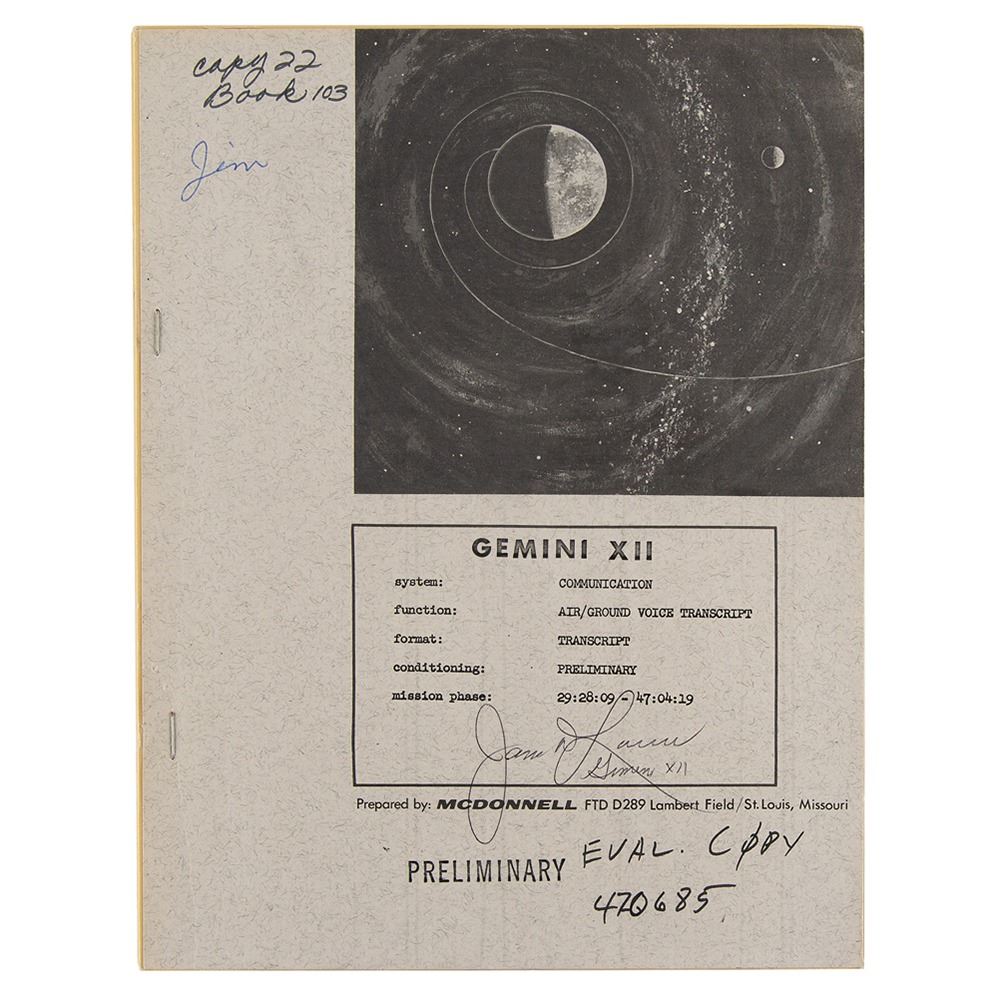 copy 22
Book 103
Jim
GEMINI XII
system: COMMUNICATION
function: AIR/GROUND VOICE TRANSCRIPT
format: TRANSCRIPT
conditioning: PRELIMINARY
mission phase: 29:28:09 - 47:04:19
James A Lovell
Gemini XII
Prepared by: MCDONNELL FTD D289 Lambert Field/St. Louis, Missouri
PRELIMINARY EVAL. COPY
470685